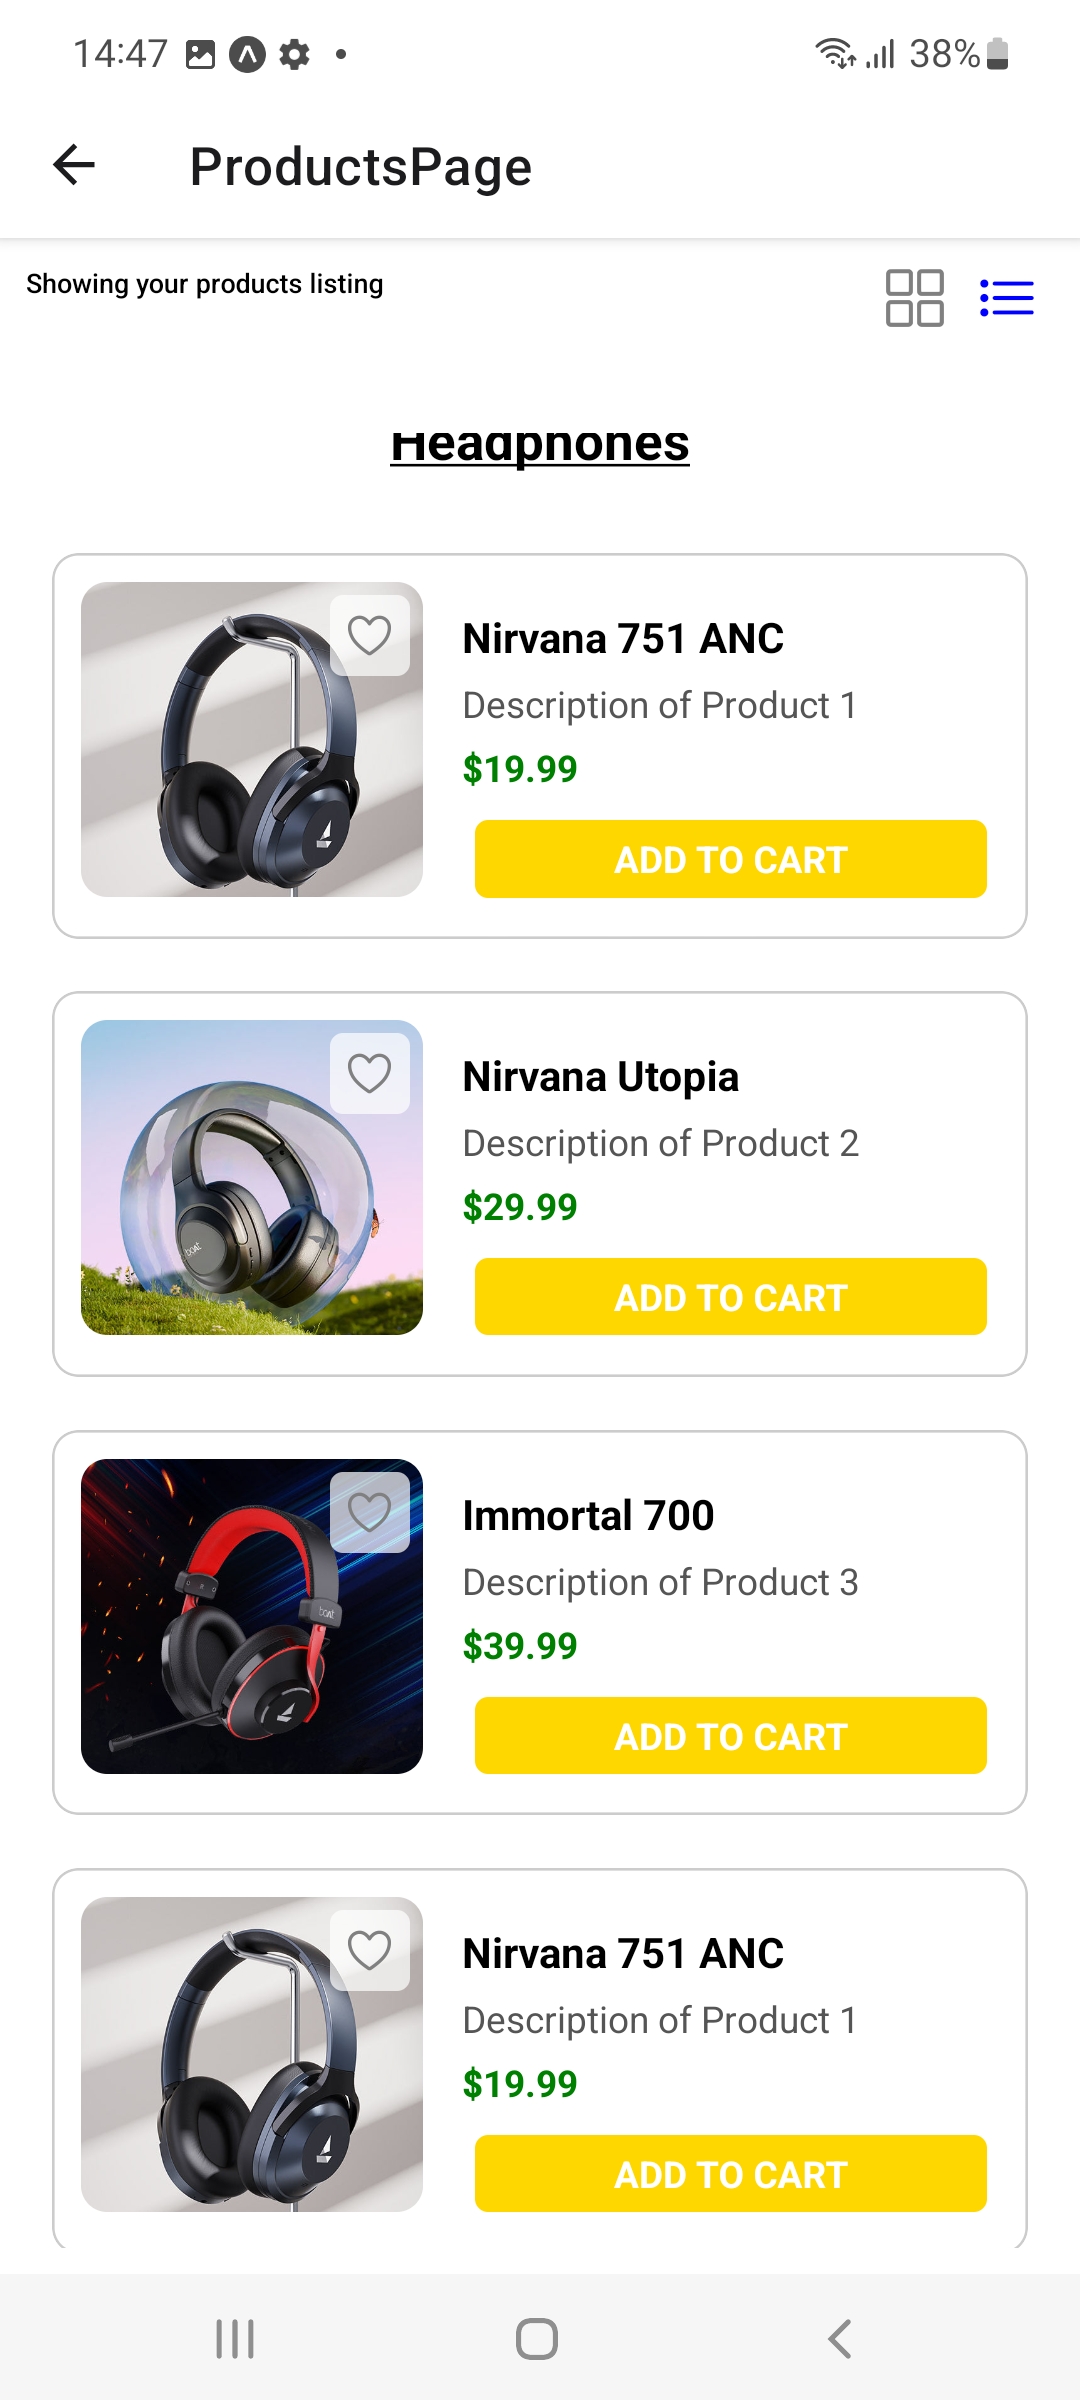 14:47
38%
ProductsPage
Showing your products listing
Headphones
Nirvana 751 ANC
Description of Product 1
$19.99
ADD TO CART
Nirvana Utopia
Description of Product 2
$29.99
ADD TO CART
boAt
Immortal 700
Description of Product 3
$39.99
ADD TO CART
boAt
Nirvana 751 ANC
Description of Product 1
$19.99
ADD TO CART